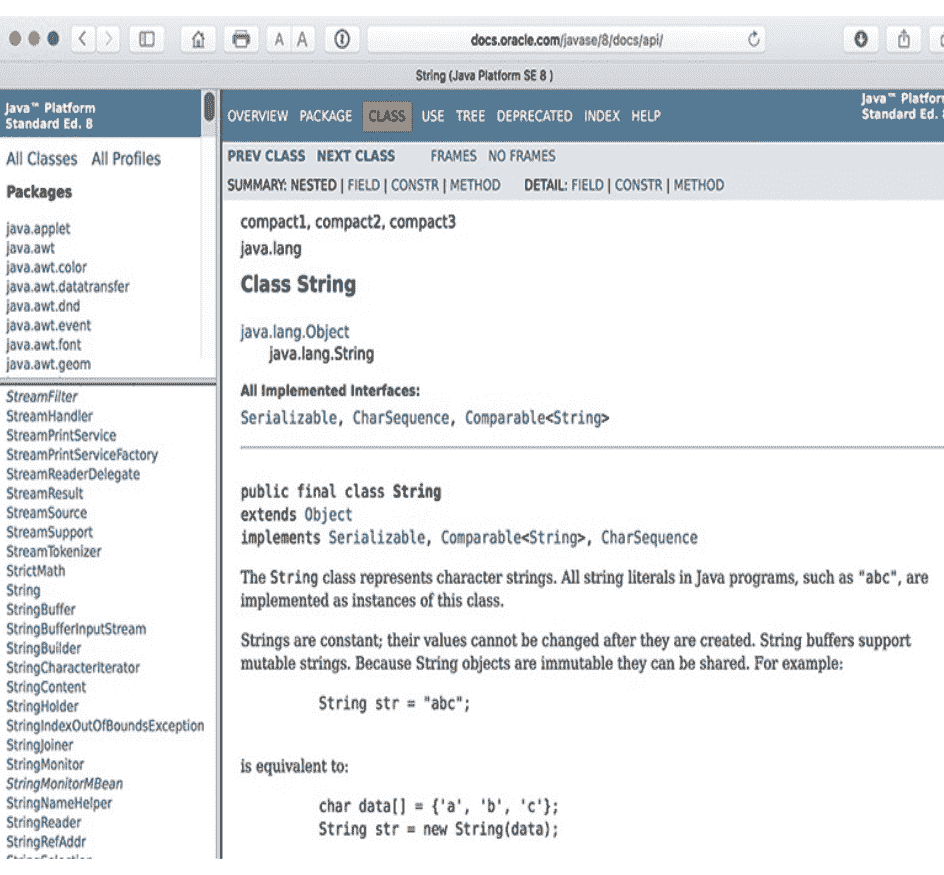 A A
docs.oracle.com/javase/8/docs/api/
String (Java Platform SE 8 )
Java™ Platform
Standard Ed. 8
All Classes All Profiles
Packages
java.applet
java.awt
java.awt.color
java.awt.datatransfer
java.awt.dnd
java.awt.event
java.awt.font
java.awt.geom
StreamFilter
StreamHandler
StreamPrintService
StreamPrintServiceFactory
StreamReaderDelegate
StreamResult
StreamSource
StreamSupport
StreamTokenizer
StrictMath
String
StringBuffer
StringBufferInputStream
StringBuilder
StringCharacterIterator
StringContent
StringHolder
StringIndexOutOfBoundsException
StringJoiner
StringMonitor
StringMonitorMBean
StringNameHelper
StringReader
StringRefAddr
OVERVIEW PACKAGE CLASS USE TREE DEPRECATED INDEX HELP
Java™
Standard Ed.
PREV CLASS NEXT CLASS FRAMES NO FRAMES
SUMMARY: NESTED | FIELD | CONSTR | METHOD DETAIL: FIELD | CONSTR | METHOD
compact1, compact2, compact3
java.lang
Class String
java.lang.Object
java.lang.String
All Implemented Interfaces:
Serializable, CharSequence, Comparable<String>
public final class String
extends Object
implements Serializable, Comparable<String>, CharSequence
The String class represents character strings. All string literals in Java programs, such as "abc", are
implemented as instances of this class.
Strings are constant; their values cannot be changed after they are created. String buffers support
mutable strings. Because String objects are immutable they can be shared. For example:
String str = "abc";
is equivalent to:
char data[] = {'a', 'b', 'c'};
String str = new String(data);